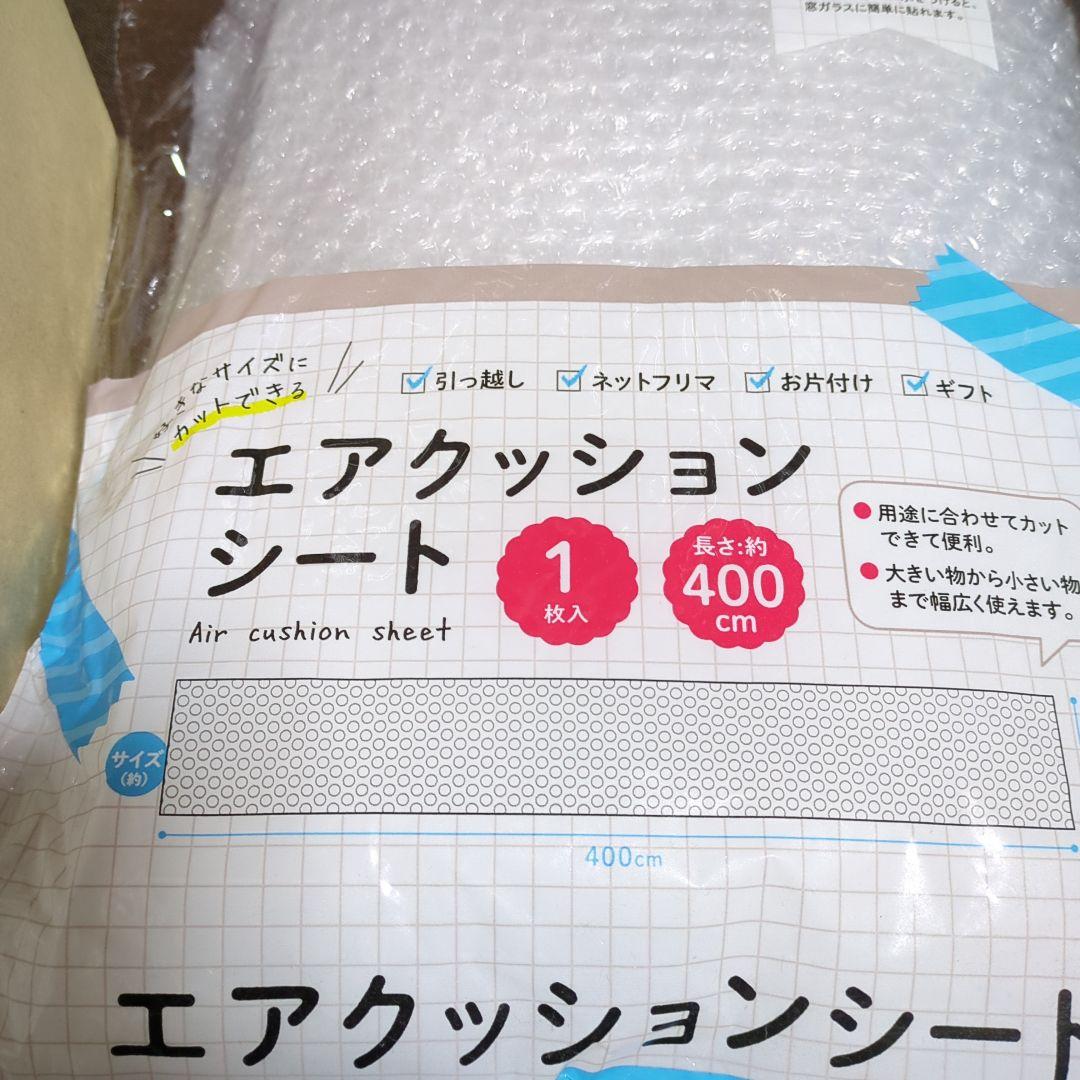 窓ガラスに簡単に貼れます。
好きなサイズに
カットできる
引っ越し ネットフリマ お片付け ギフト
エアクッション
シート
Air cushion sheet
1
枚入
長さ:約
400
cm
●用途に合わせてカット
できて便利。
●大きい物から小さい物
まで幅広く使えます。
サイズ
(約)
400cm
エアクッションシート